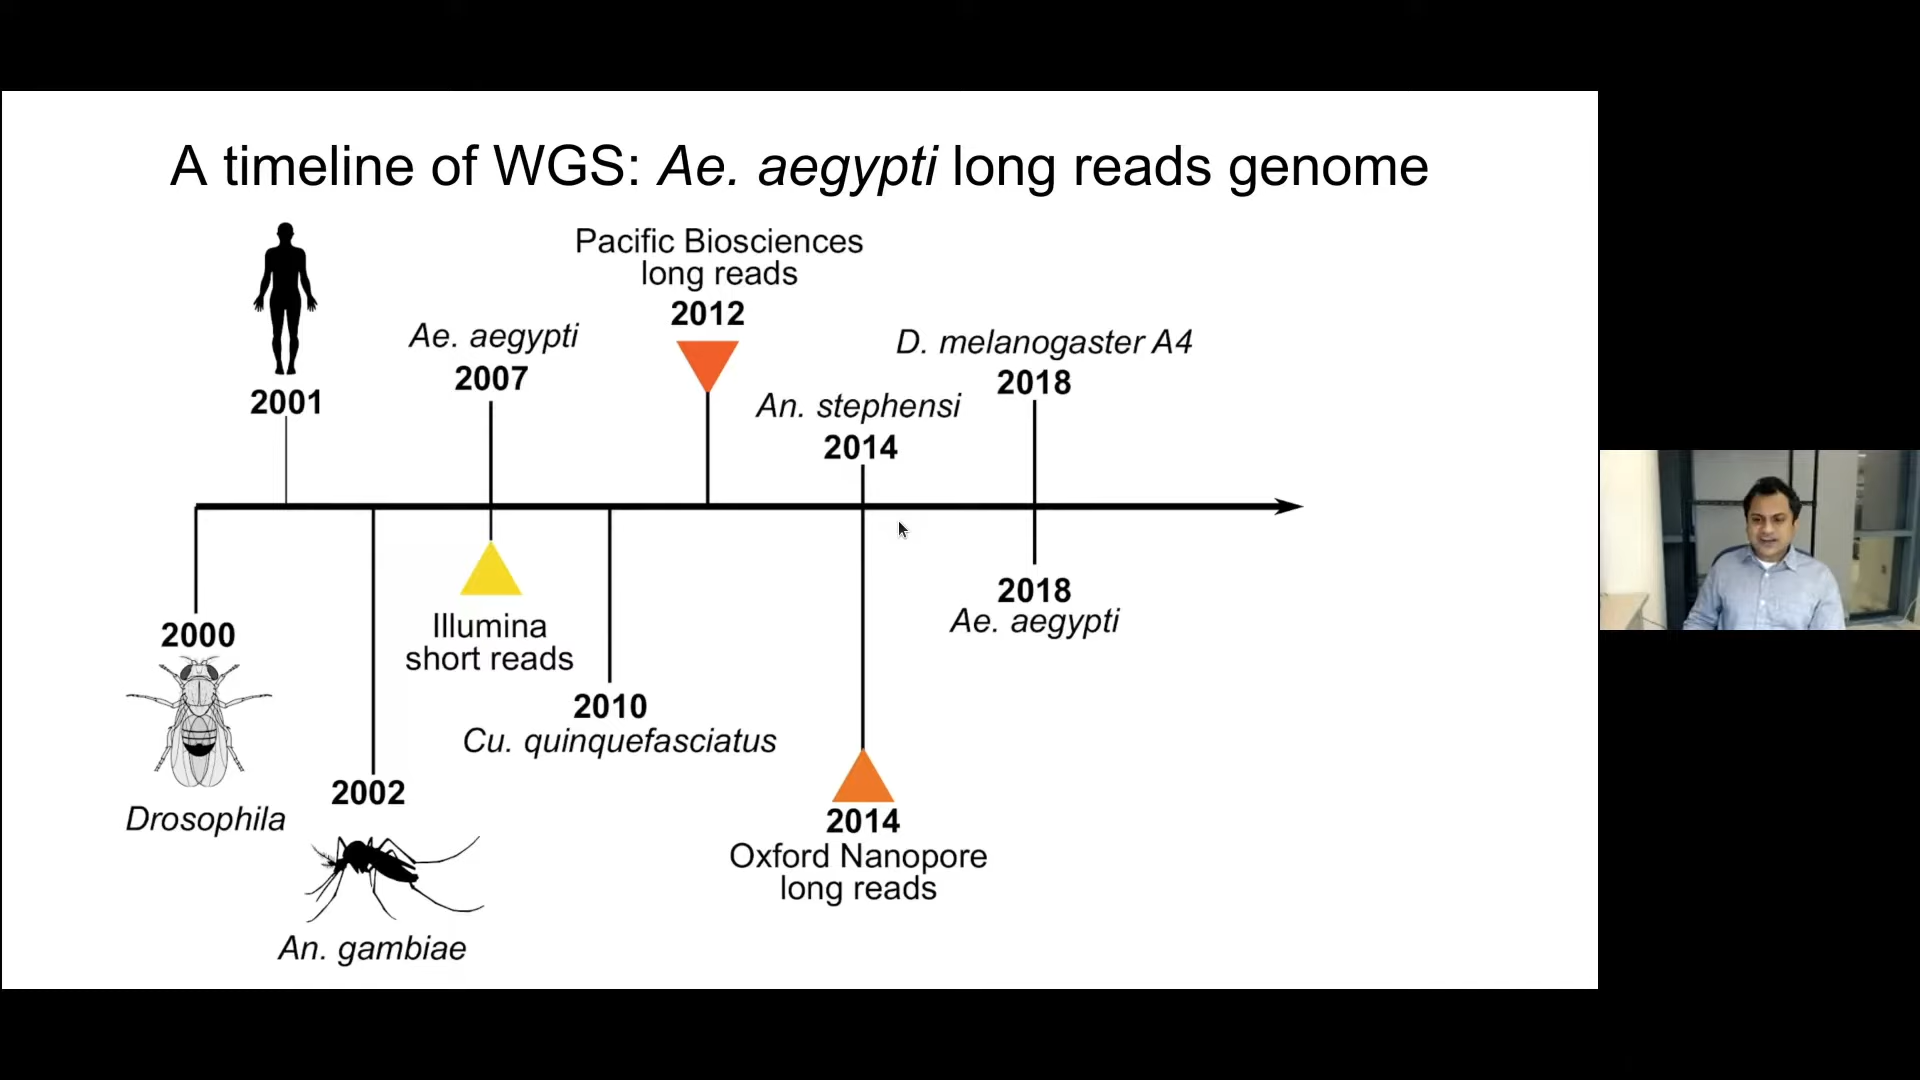 A timeline of WGS: Ae. aegypti long reads genome
Pacific Biosciences
long reads
2012
Ae. aegypti
2007
D. melanogaster A4
2018
2001
An. stephensi
2014
2000
Drosophila
2002
An. gambiae
Illumina
short reads
2010
Cu. quinquefasciatus
2018
Ae. aegypti
2014
Oxford Nanopore
long reads